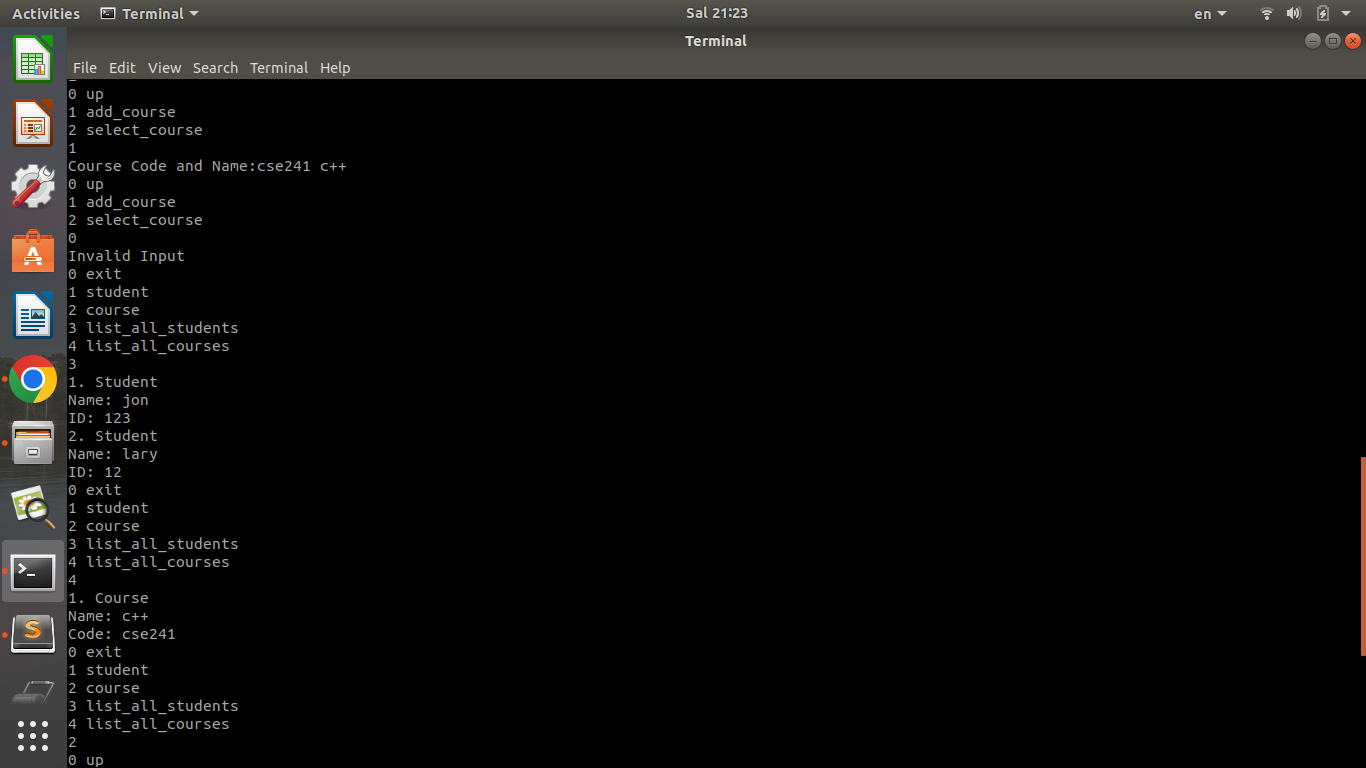 Activities Terminal Sal 21:23 en
Terminal
File Edit View Search Terminal Help
0 up
1 add_course
2 select_course
1
Course Code and Name:cse241 c++
0 up
1 add_course
2 select_course
0
Invalid Input
0 exit
1 student
2 course
3 list_all_students
4 list_all_courses
3
1. Student
Name: jon
ID: 123
2. Student
Name: lary
ID: 12
0 exit
1 student
2 course
3 list_all_students
4 list_all_courses
4
1. Course
Name: c++
Code: cse241
0 exit
1 student
2 course
3 list_all_students
4 list_all_courses
2
0 up